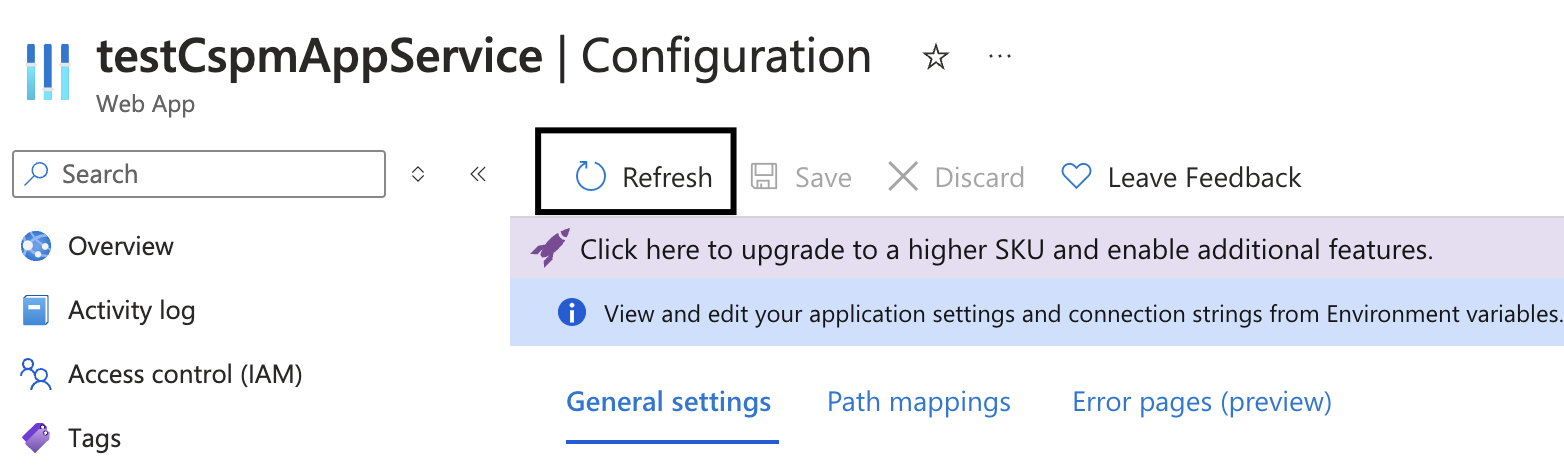 testCspmAppService | Configuration
Web App
Search
Refresh
Save
Discard
Leave Feedback
Click here to upgrade to a higher SKU and enable additional features.
View and edit your application settings and connection strings from Environment variables.
Overview
Activity log
Access control (IAM)
Tags
General settings
Path mappings
Error pages (preview)